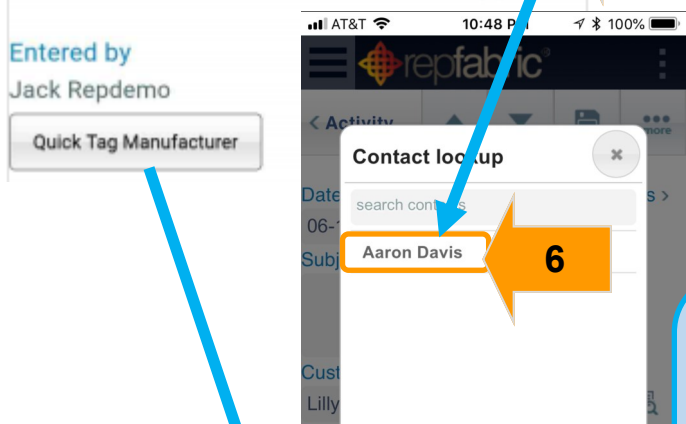 Entered by
Jack Repdemo
Quick Tag Manufacturer
AT&T 10:48 P 100%
repfabric
< Activity
more
Contact lookup
×
Date s >
search contacts
06-1
Subj
Aaron Davis
6
Cust
Lilly